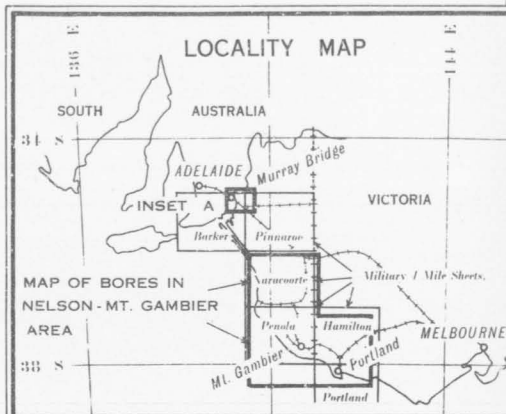 LOCALITY MAP
136 E
144 E
SOUTH AUSTRALIA
34
ADELAIDE
Murray Bridge
VICTORIA
INSET A
Barker
Pinnaroo
MAP OF BORES IN
NELSON-MT. GAMBIER
AREA
Naracoorte
Military 1 Mile Sheets.
Penola
Hamilton
MELBOURNE
Mt. Gambier
Portland
38
Portland